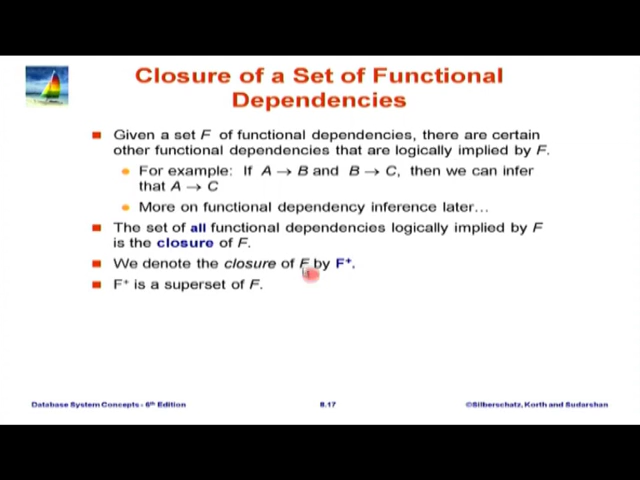 Closure of a Set of Functional
Dependencies
Given a set F of functional dependencies, there are certain
other functional dependencies that are logically implied by F.
For example: If A → B and B → C, then we can infer
that A → C
More on functional dependency inference later…
The set of all functional dependencies logically implied by F
is the closure of F.
We denote the closure of F by F⁺.
F⁺ is a superset of F.
Database System Concepts - 6th Edition
8.17
©Silberschatz, Korth and Sudarshan